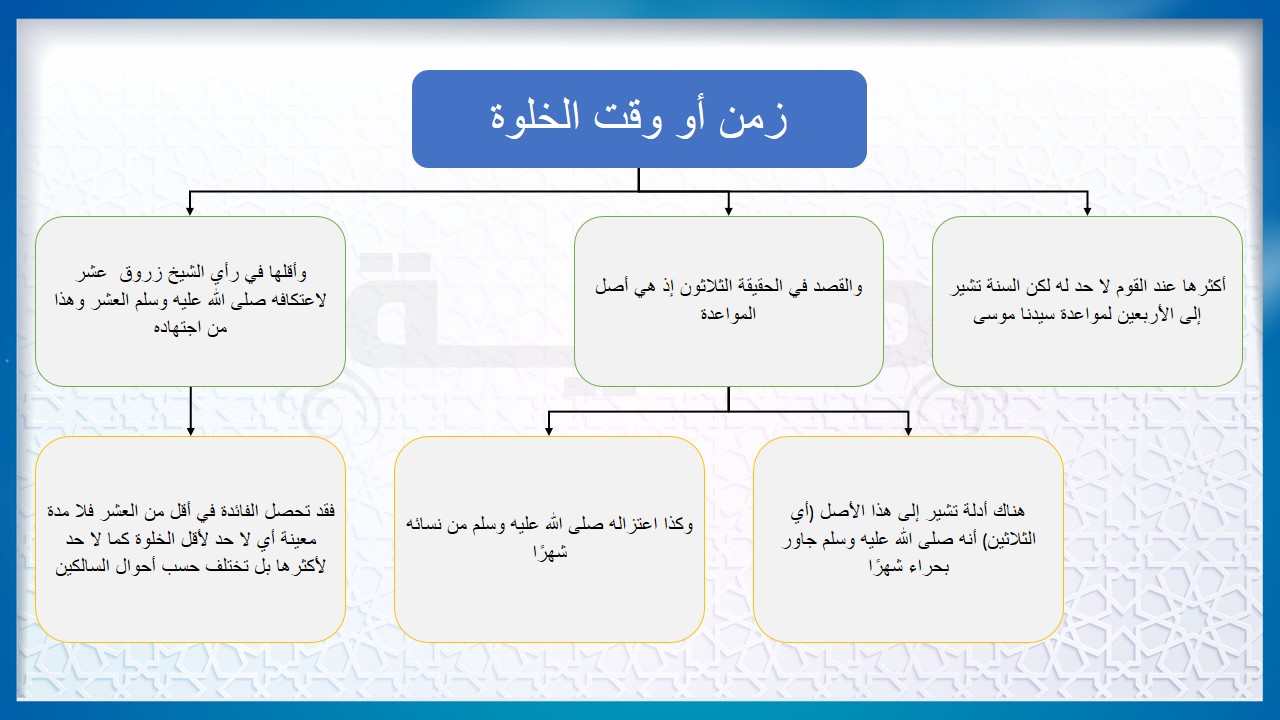 زمن أو وقت الخلوة
أكثرها عند القوم لا حد له لكن السنة تشير
إلى الأربعين لمواعدة سيدنا موسى
والقصد في الحقيقة الثلاثون إذ هي أصل
المواعدة
وأقلها في رأي الشيخ زروق عشر
لاعتكافه صلى الله عليه وسلم العشر وهذا
من اجتهاده
هناك أدلة تشير إلى هذا الأصل (أي
الثلاثين) أنه صلى الله عليه وسلم جاور
بحراء شهرًا
وكذا اعتزاله صلى الله عليه وسلم من نسائه
شهرًا
فقد تحصل الفائدة في أقل من العشر فلا مدة
معينة أي لا حد لأقل الخلوة كما لا حد
لأكثرها بل تختلف حسب أحوال السالكين